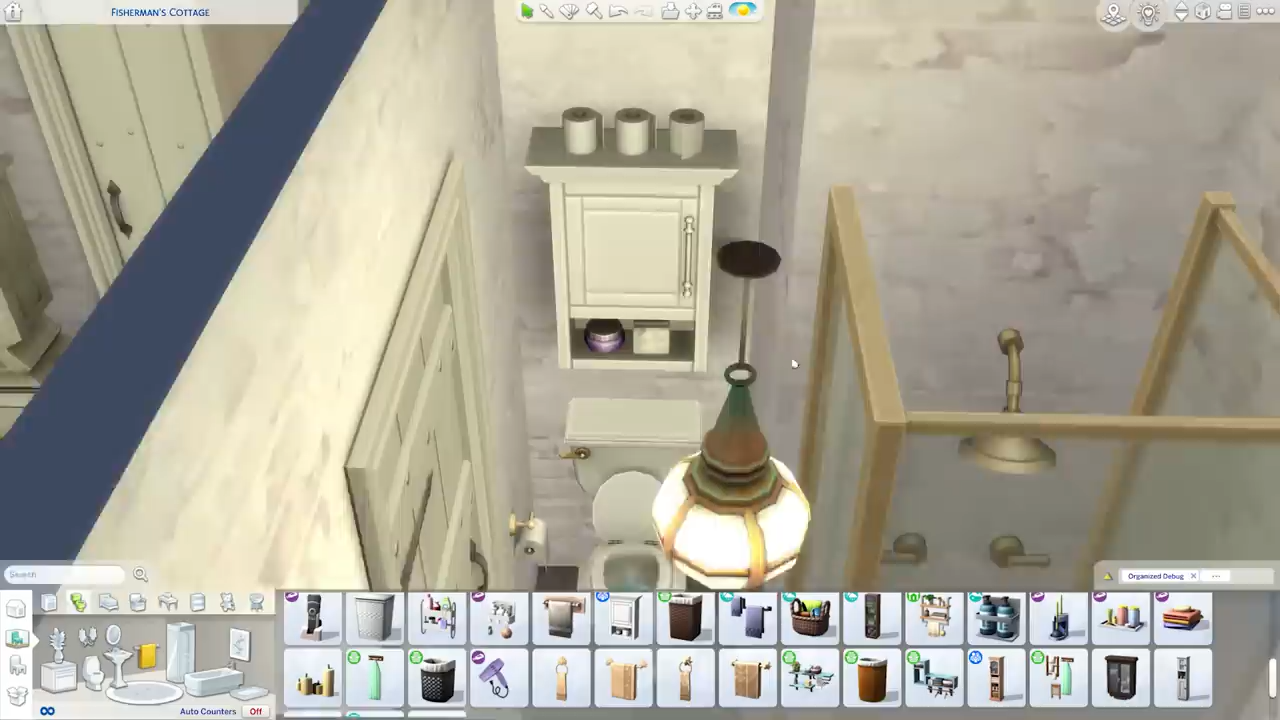 FISHERMAN'S COTTAGE
Search
Organized Debug
Auto Counters Off